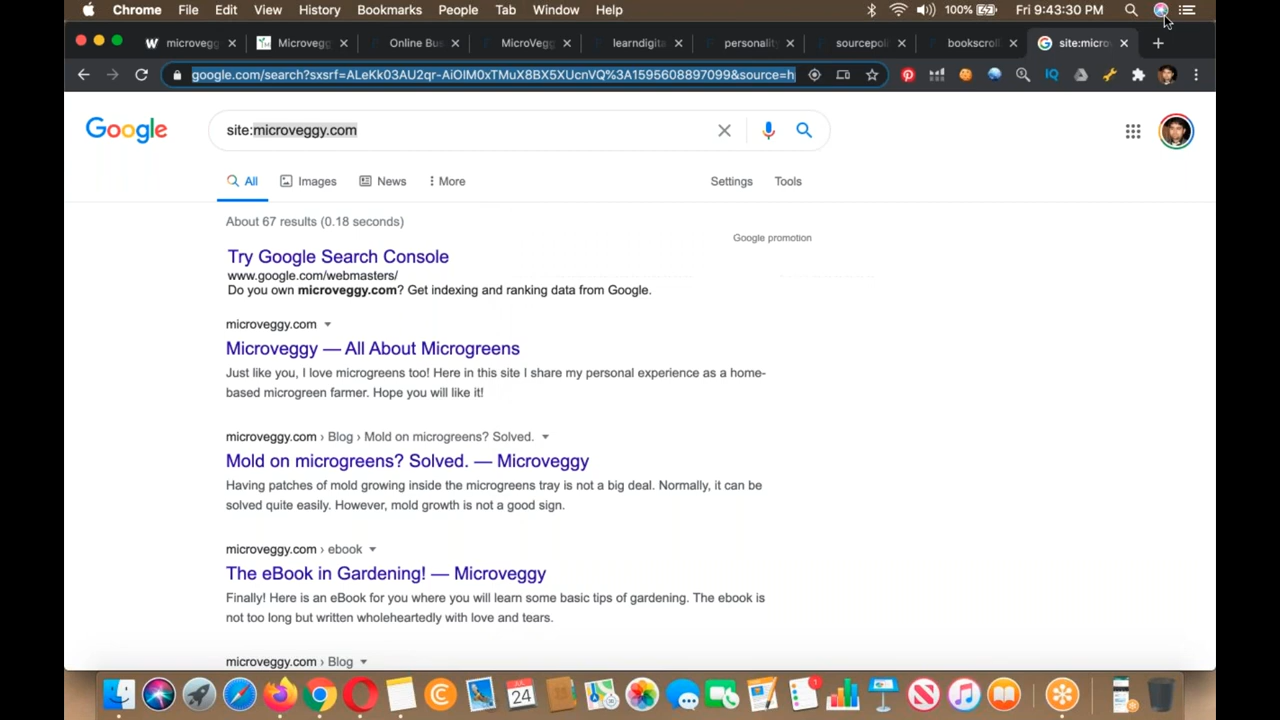 Chrome File Edit View History Bookmarks People Tab Window Help 100% Fri 9:43:30 PM
microvegg Microvegg Online Bus MicroVegg learndigita personality sourcepol bookscroll site:micro
google.com/search?sxsrf=ALeKk03AU2qr-AiOlM0xTMuX8BX5XUcnVQ%3A1595608897099&source=h
Google site:microveggy.com
All Images News More Settings Tools
About 67 results (0.18 seconds)
Google promotion
Try Google Search Console
www.google.com/webmasters/
Do you own microveggy.com? Get indexing and ranking data from Google.
microveggy.com
Microveggy — All About Microgreens
Just like you, I love microgreens too! Here in this site I share my personal experience as a home-
based microgreen farmer. Hope you will like it!
microveggy.com › Blog › Mold on microgreens? Solved.
Mold on microgreens? Solved. — Microveggy
Having patches of mold growing inside the microgreens tray is not a big deal. Normally, it can be
solved quite easily. However, mold growth is not a good sign.
microveggy.com › ebook
The eBook in Gardening! — Microveggy
Finally! Here is an eBook for you where you will learn some basic tips of gardening. The ebook is
not too long but written wholeheartedly with love and tears.
microveggy.com › Blog
JUL
24
1